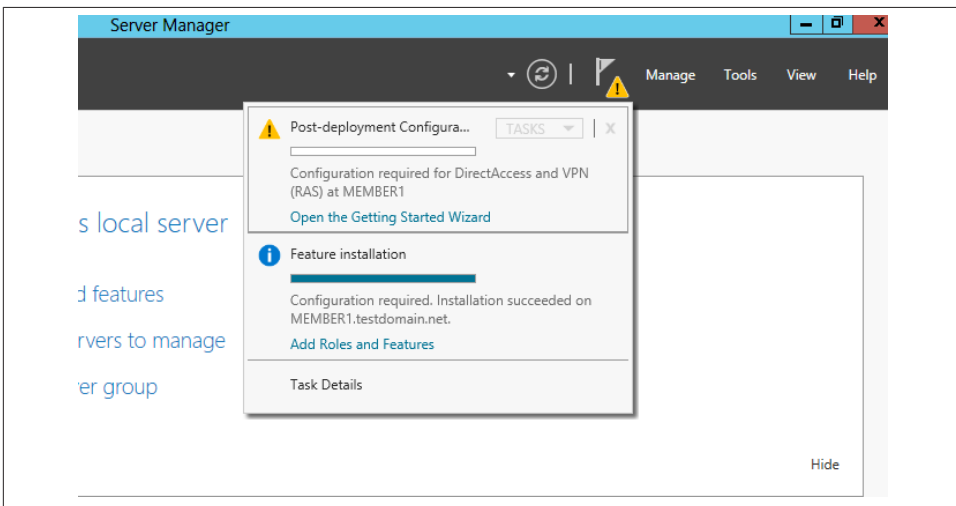 Server Manager
Manage Tools View Help
Post-deployment Configura... TASKS X
Configuration required for DirectAccess and VPN
(RAS) at MEMBER1
Open the Getting Started Wizard
s local server
Feature installation
d features
Configuration required. Installation succeeded on
MEMBER1.testdomain.net.
rvers to manage
Add Roles and Features
er group
Task Details
Hide